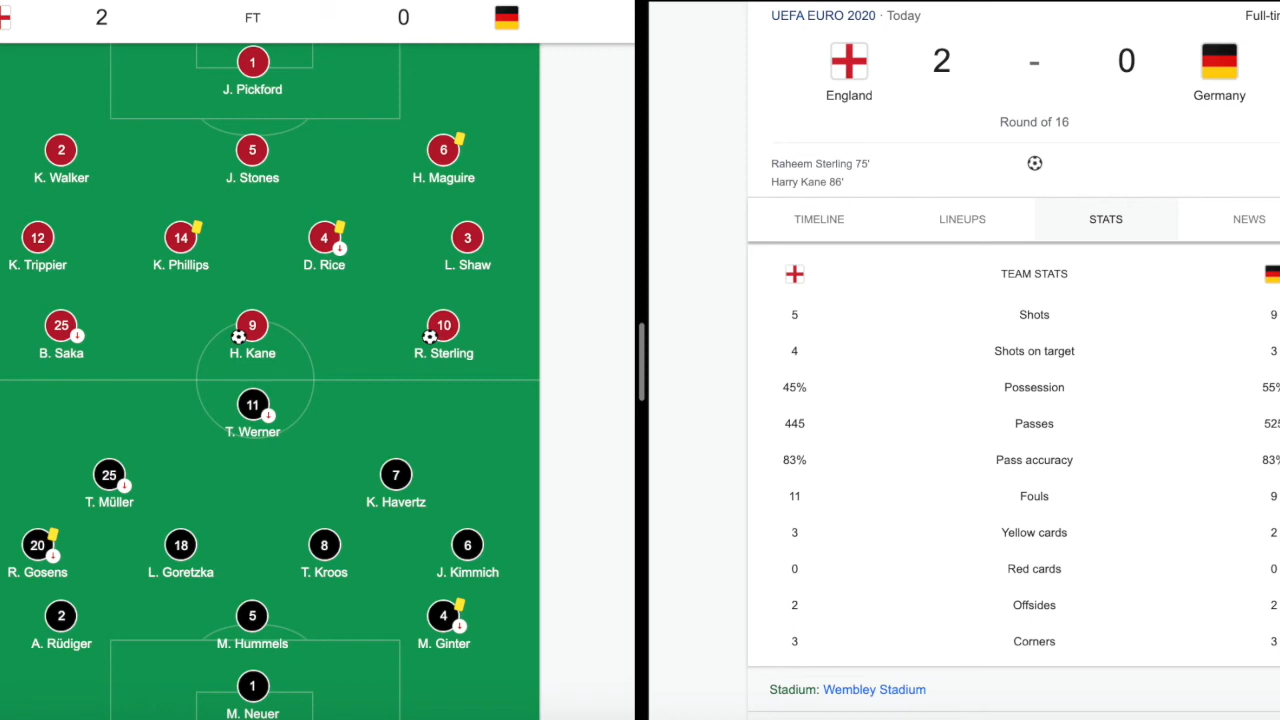 2 FT 0
1
J. Pickford
2 5 6
K. Walker J. Stones H. Maguire
12 14 4 3
K. Trippier K. Phillips D. Rice L. Shaw
25 9 10
B. Saka H. Kane R. Sterling
11
T. Werner
25 7
T. Müller K. Havertz
20 18 8 6
R. Gosens L. Goretzka T. Kroos J. Kimmich
2 5 4
A. Rüdiger M. Hummels M. Ginter
1
M. Neuer
UEFA EURO 2020 · Today Full-tir
2 - 0
England Germany
Round of 16
Raheem Sterling 75'
Harry Kane 86'
TIMELINE LINEUPS STATS NEWS
TEAM STATS
5 Shots 9
4 Shots on target 3
45% Possession 55%
445 Passes 525
83% Pass accuracy 83%
11 Fouls 9
3 Yellow cards 2
0 Red cards 0
2 Offsides 2
3 Corners 3
Stadium: Wembley Stadium